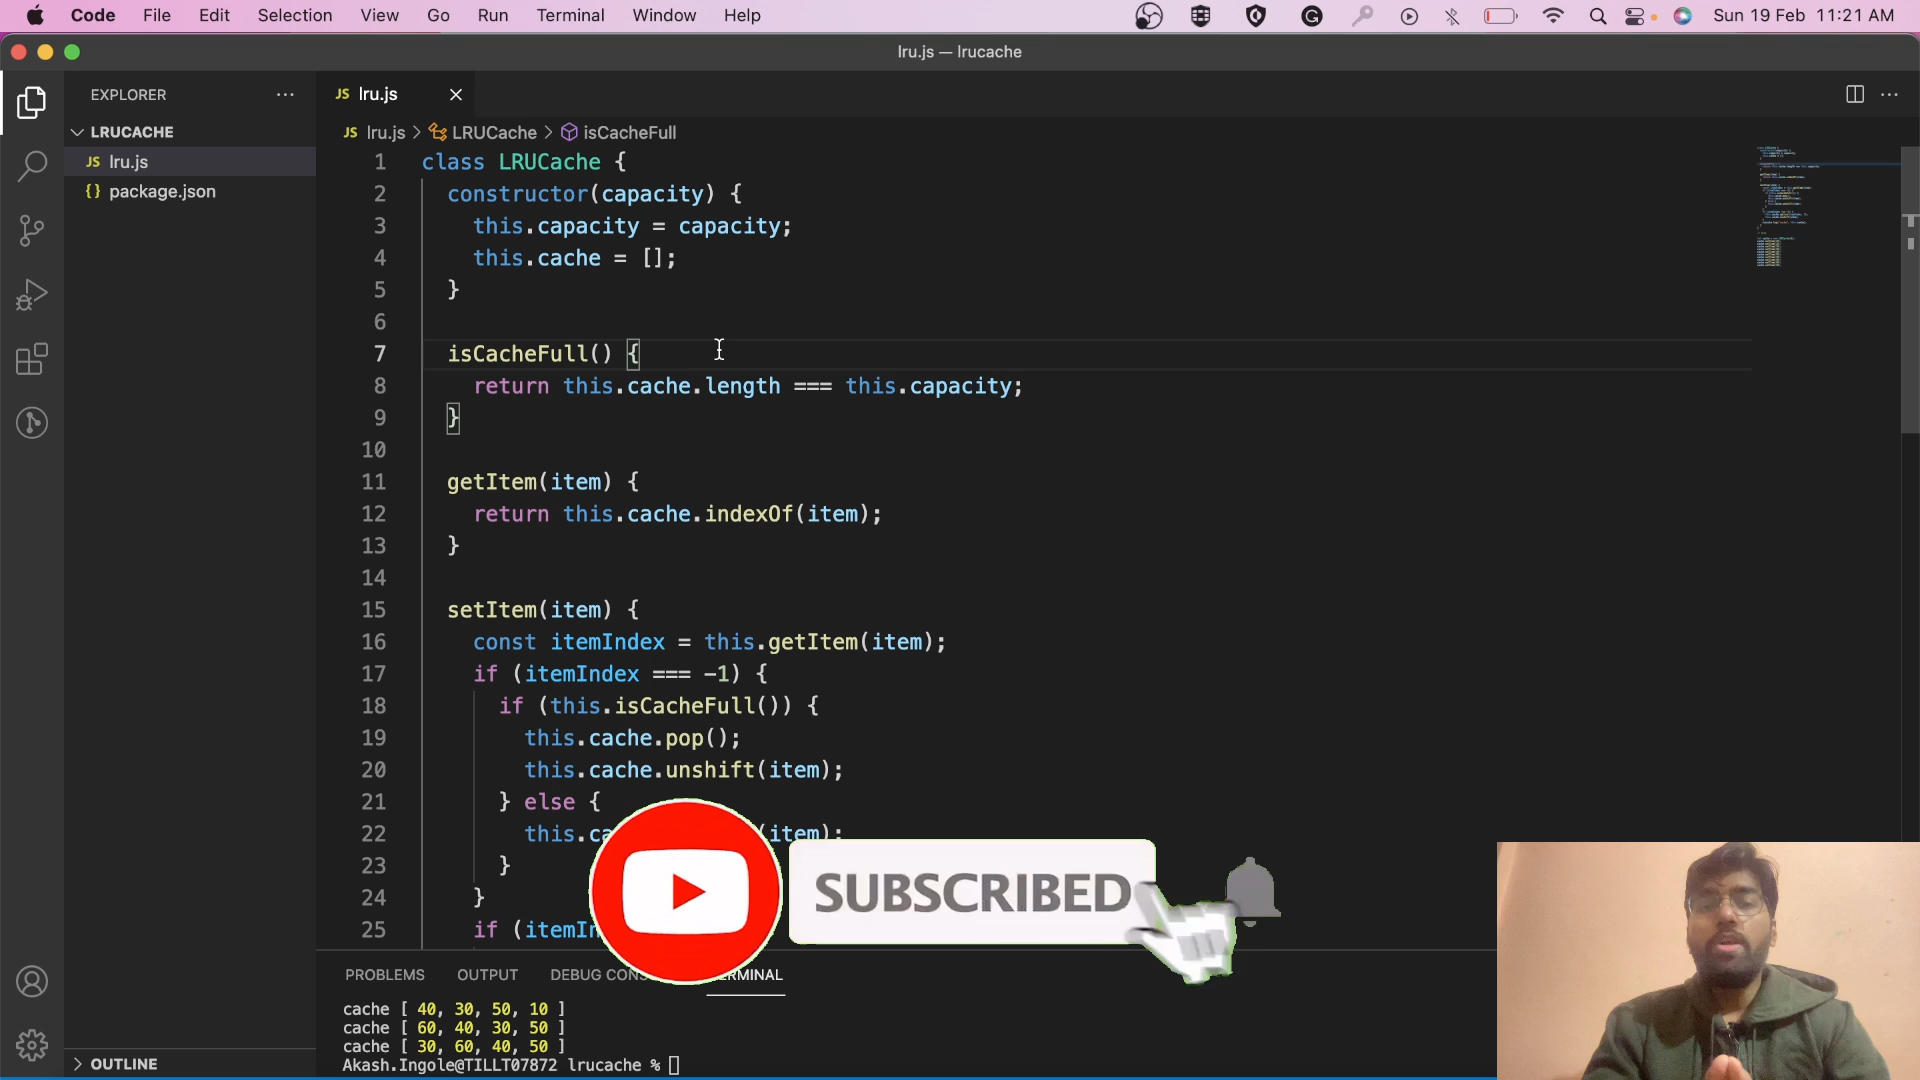 Code File Edit Selection View Go Run Terminal Window Help Sun 19 Feb 11:21 AM
lru.js — lrucache
EXPLORER
LRUCACHE
JS lru.js
{} package.json
OUTLINE
JS lru.js
JS lru.js > LRUCache > isCacheFull
1 class LRUCache {
2 constructor(capacity) {
3 this.capacity = capacity;
4 this.cache = [];
5 }
6
7 isCacheFull() {
8 return this.cache.length === this.capacity;
9 }
10
11 getItem(item) {
12 return this.cache.indexOf(item);
13 }
14
15 setItem(item) {
16 const itemIndex = this.getItem(item);
17 if (itemIndex === -1) {
18 if (this.isCacheFull()) {
19 this.cache.pop();
20 this.cache.unshift(item);
21 } else {
22 (item);
23 }
24 }
25 if
SUBSCRIBED
PROBLEMS OUTPUT DEBUG
cache [ 40, 30, 50, 10 ]
cache [ 60, 40, 30, 50 ]
cache [ 30, 60, 40, 50 ]
Akash.Ingole@TILLT07872 lrucache %